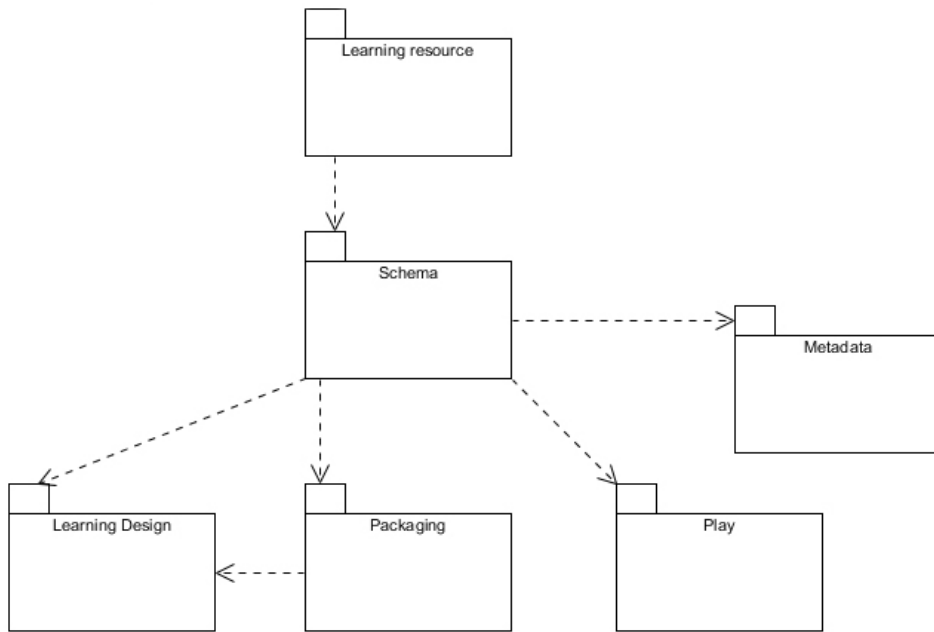 Learning resource
Schema
Metadata
Learning Design
Packaging
Play